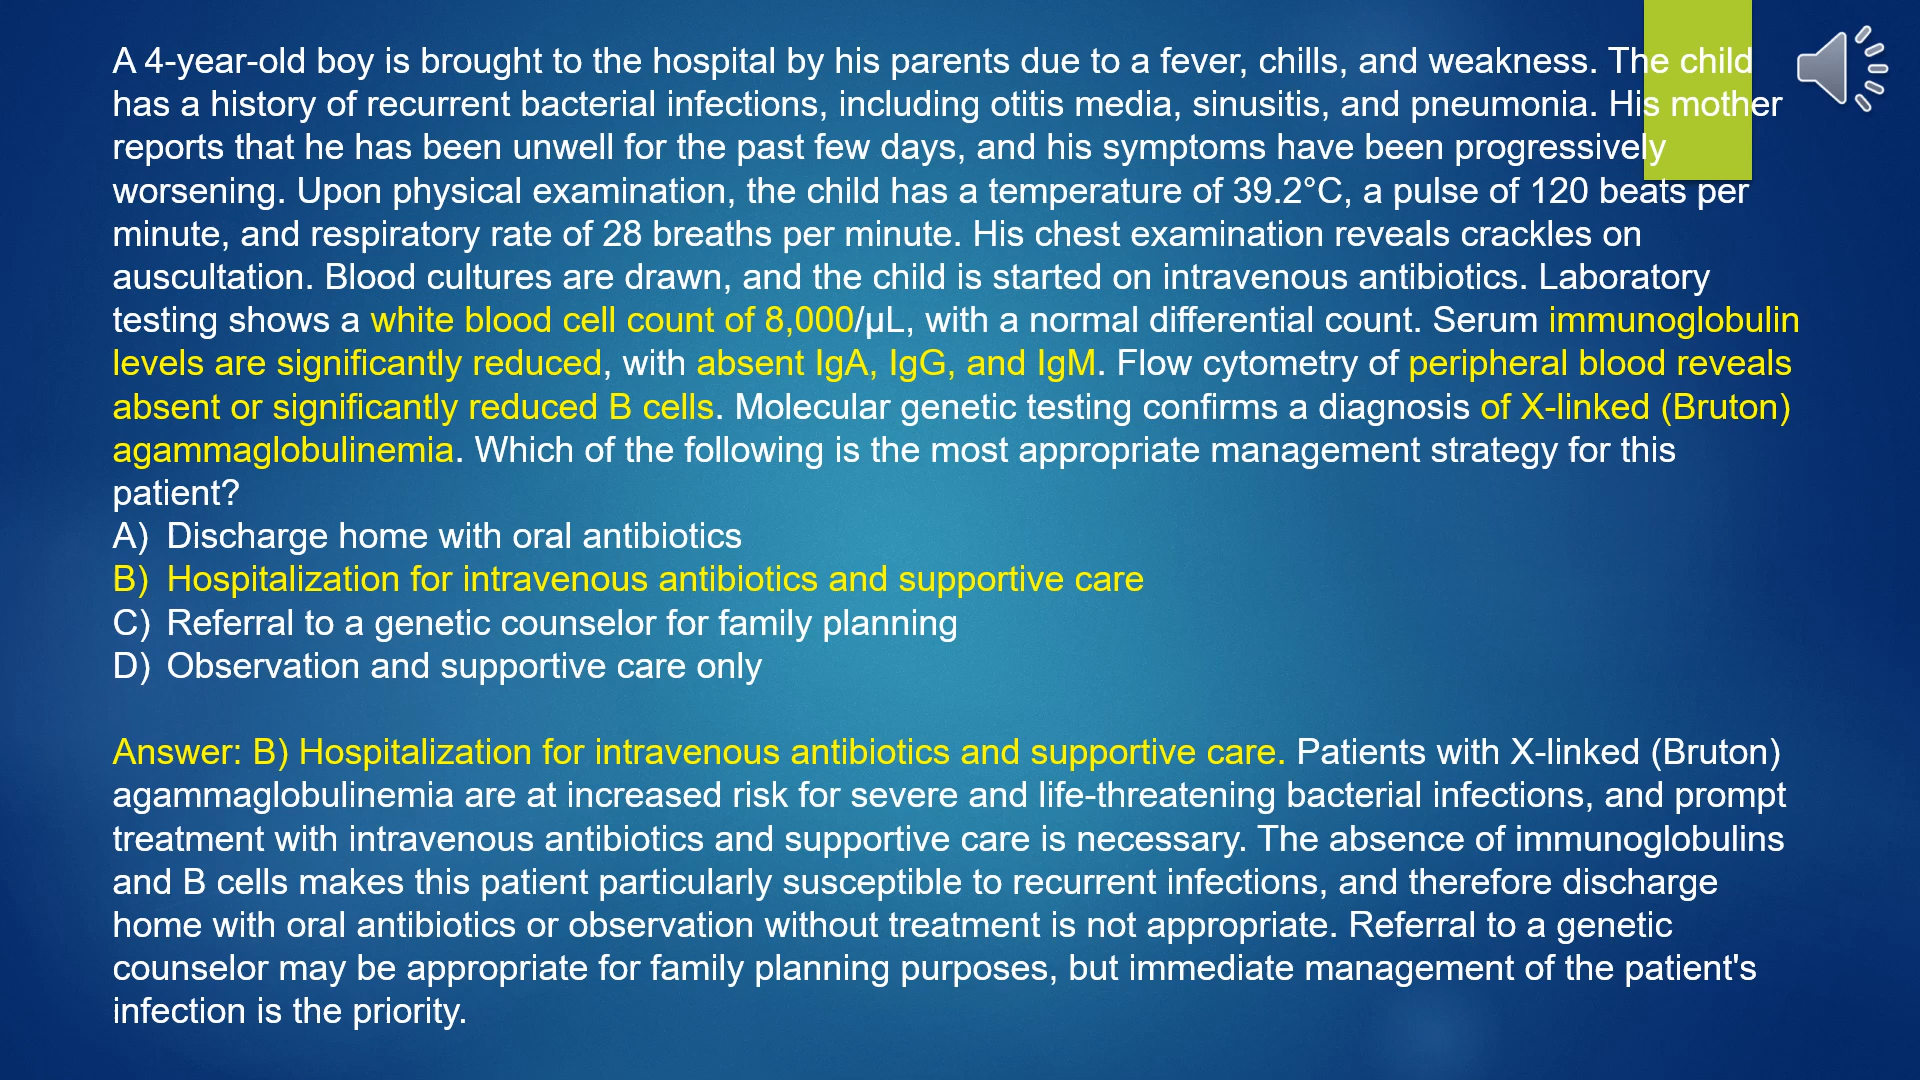 A 4-year-old boy is brought to the hospital by his parents due to a fever, chills, and weakness. The child
has a history of recurrent bacterial infections, including otitis media, sinusitis, and pneumonia. His mother
reports that he has been unwell for the past few days, and his symptoms have been progressively
worsening. Upon physical examination, the child has a temperature of 39.2°C, a pulse of 120 beats per
minute, and respiratory rate of 28 breaths per minute. His chest examination reveals crackles on
auscultation. Blood cultures are drawn, and the child is started on intravenous antibiotics. Laboratory
testing shows a white blood cell count of 8,000/µL, with a normal differential count. Serum immunoglobulin
levels are significantly reduced, with absent IgA, IgG, and IgM. Flow cytometry of peripheral blood reveals
absent or significantly reduced B cells. Molecular genetic testing confirms a diagnosis of X-linked (Bruton)
agammaglobulinemia. Which of the following is the most appropriate management strategy for this
patient?
A) Discharge home with oral antibiotics
B) Hospitalization for intravenous antibiotics and supportive care
C) Referral to a genetic counselor for family planning
D) Observation and supportive care only
Answer: B) Hospitalization for intravenous antibiotics and supportive care. Patients with X-linked (Bruton)
agammaglobulinemia are at increased risk for severe and life-threatening bacterial infections, and prompt
treatment with intravenous antibiotics and supportive care is necessary. The absence of immunoglobulins
and B cells makes this patient particularly susceptible to recurrent infections, and therefore discharge
home with oral antibiotics or observation without treatment is not appropriate. Referral to a genetic
counselor may be appropriate for family planning purposes, but immediate management of the patient's
infection is the priority.